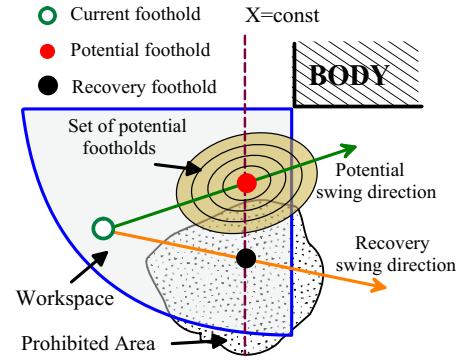 Current foothold
X=const
Potential foothold
Recovery foothold
BODY
Set of potential
footholds
Potential
swing direction
Recovery
swing direction
Workspace
Prohibited Area